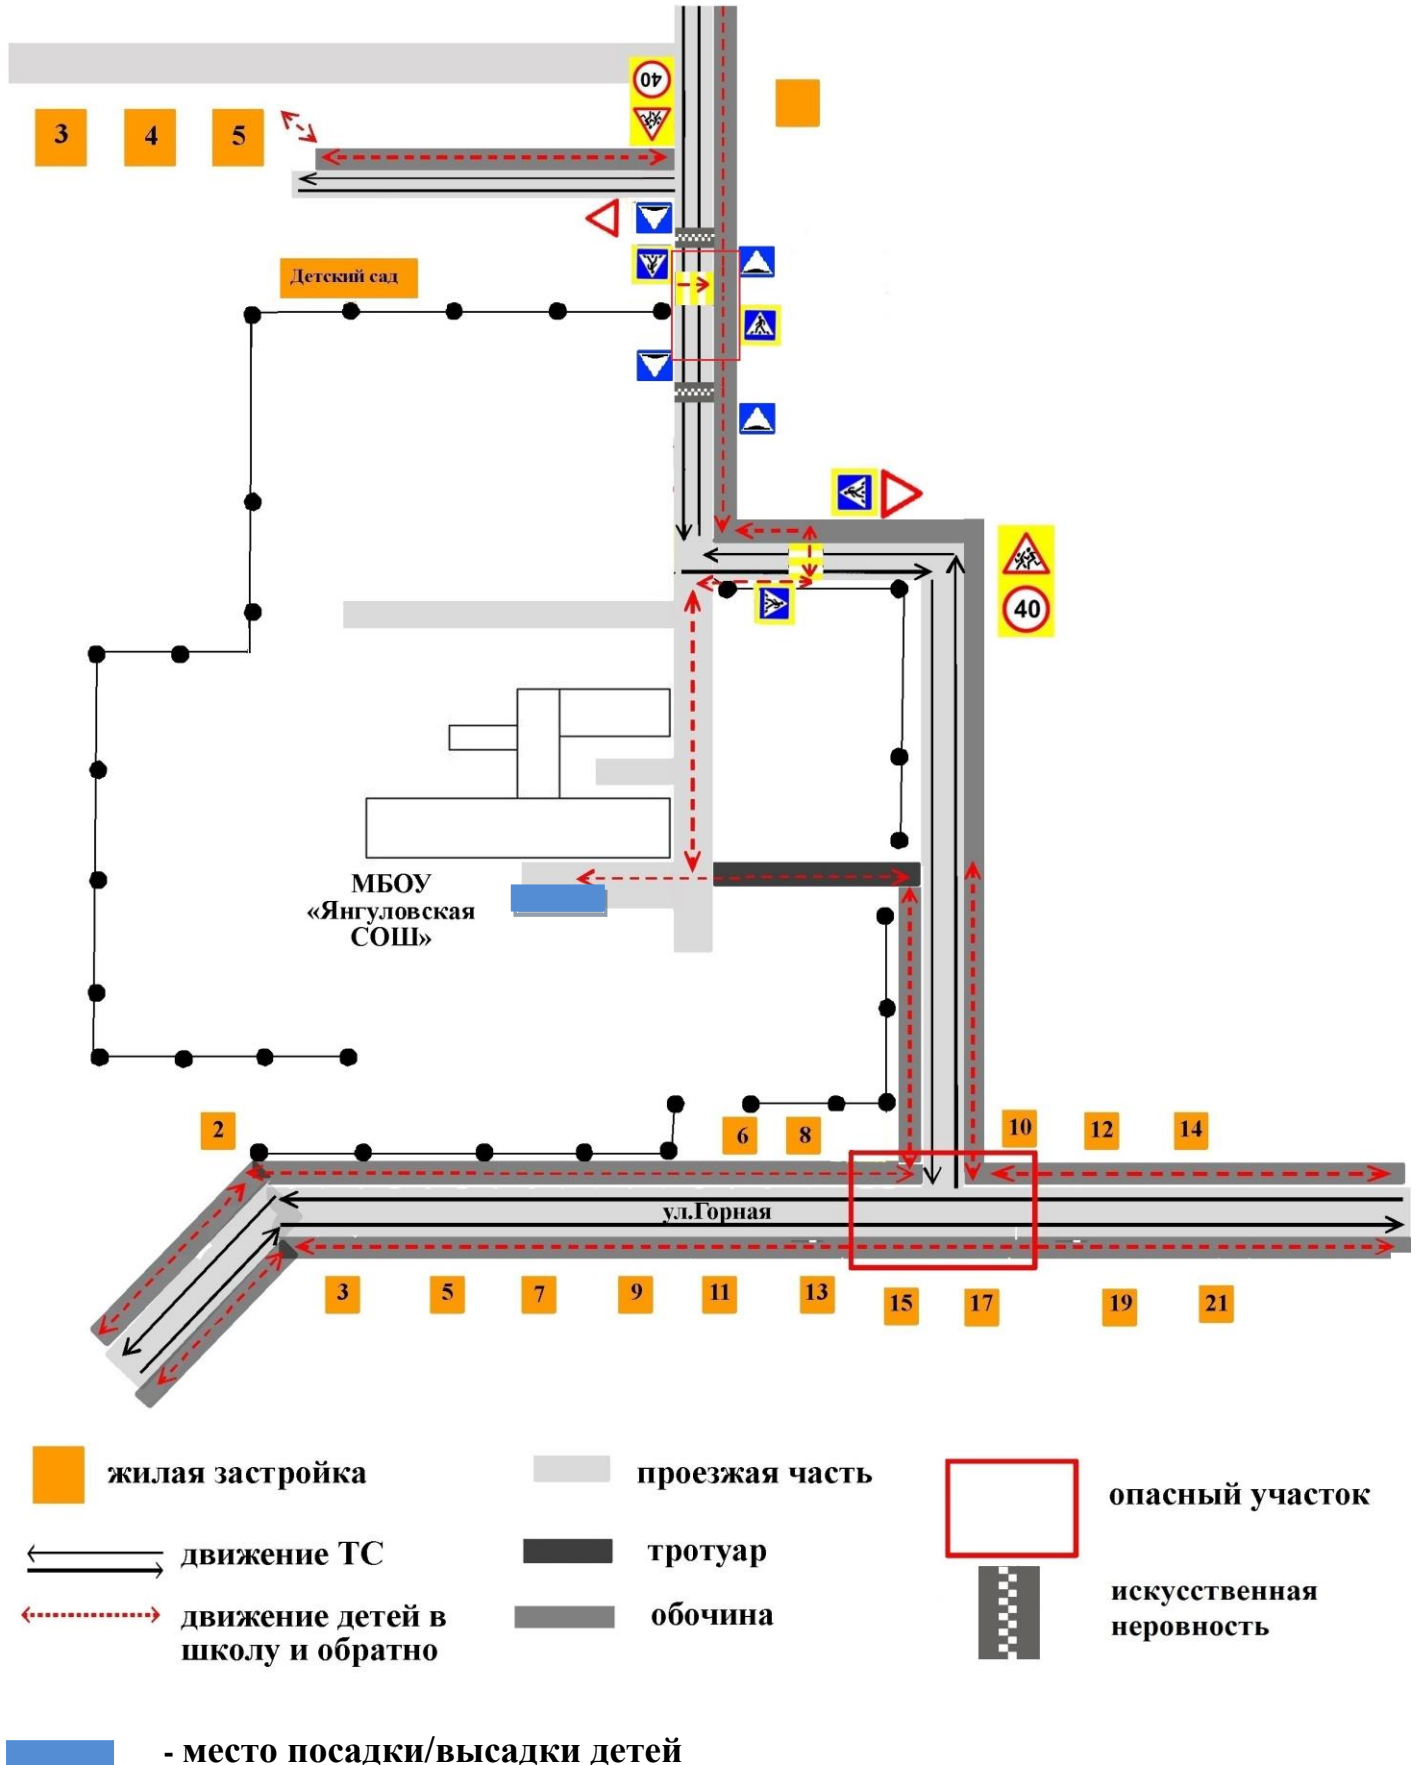 40
3
4
5
Детский сад
40
МБОУ
«Янгуловская
СОШ»
2
6
8
10
12
14
ул.Горная
3
5
7
9
11
13
15
17
19
21
жилая застройка
проезжая часть
опасный участок
движение ТС
тротуар
искусственная
неровность
движение детей в
школу и обратно
обочина
- место посадки/высадки детей